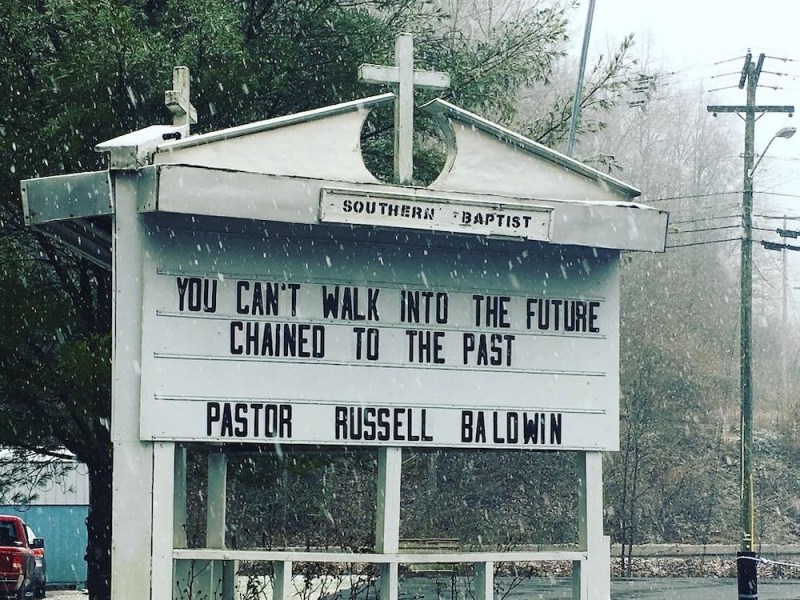 SOUTHERN BAPTIST
YOU CAN'T WALK INTO THE FUTURE
CHAINED TO THE PAST
PASTOR RUSSELL BALDWIN